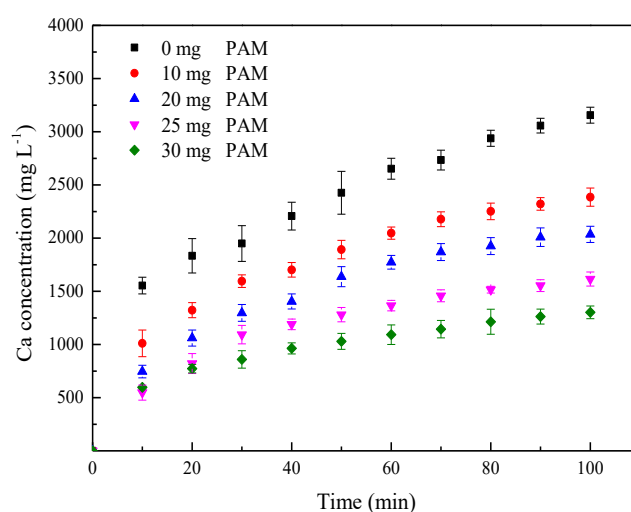 4000
3500
3000
2500
2000
1500
1000
500
0 20 40 60 80 100
Ca concentration (mg L⁻¹)
Time (min)
0 mg PAM
10 mg PAM
20 mg PAM
25 mg PAM
30 mg PAM